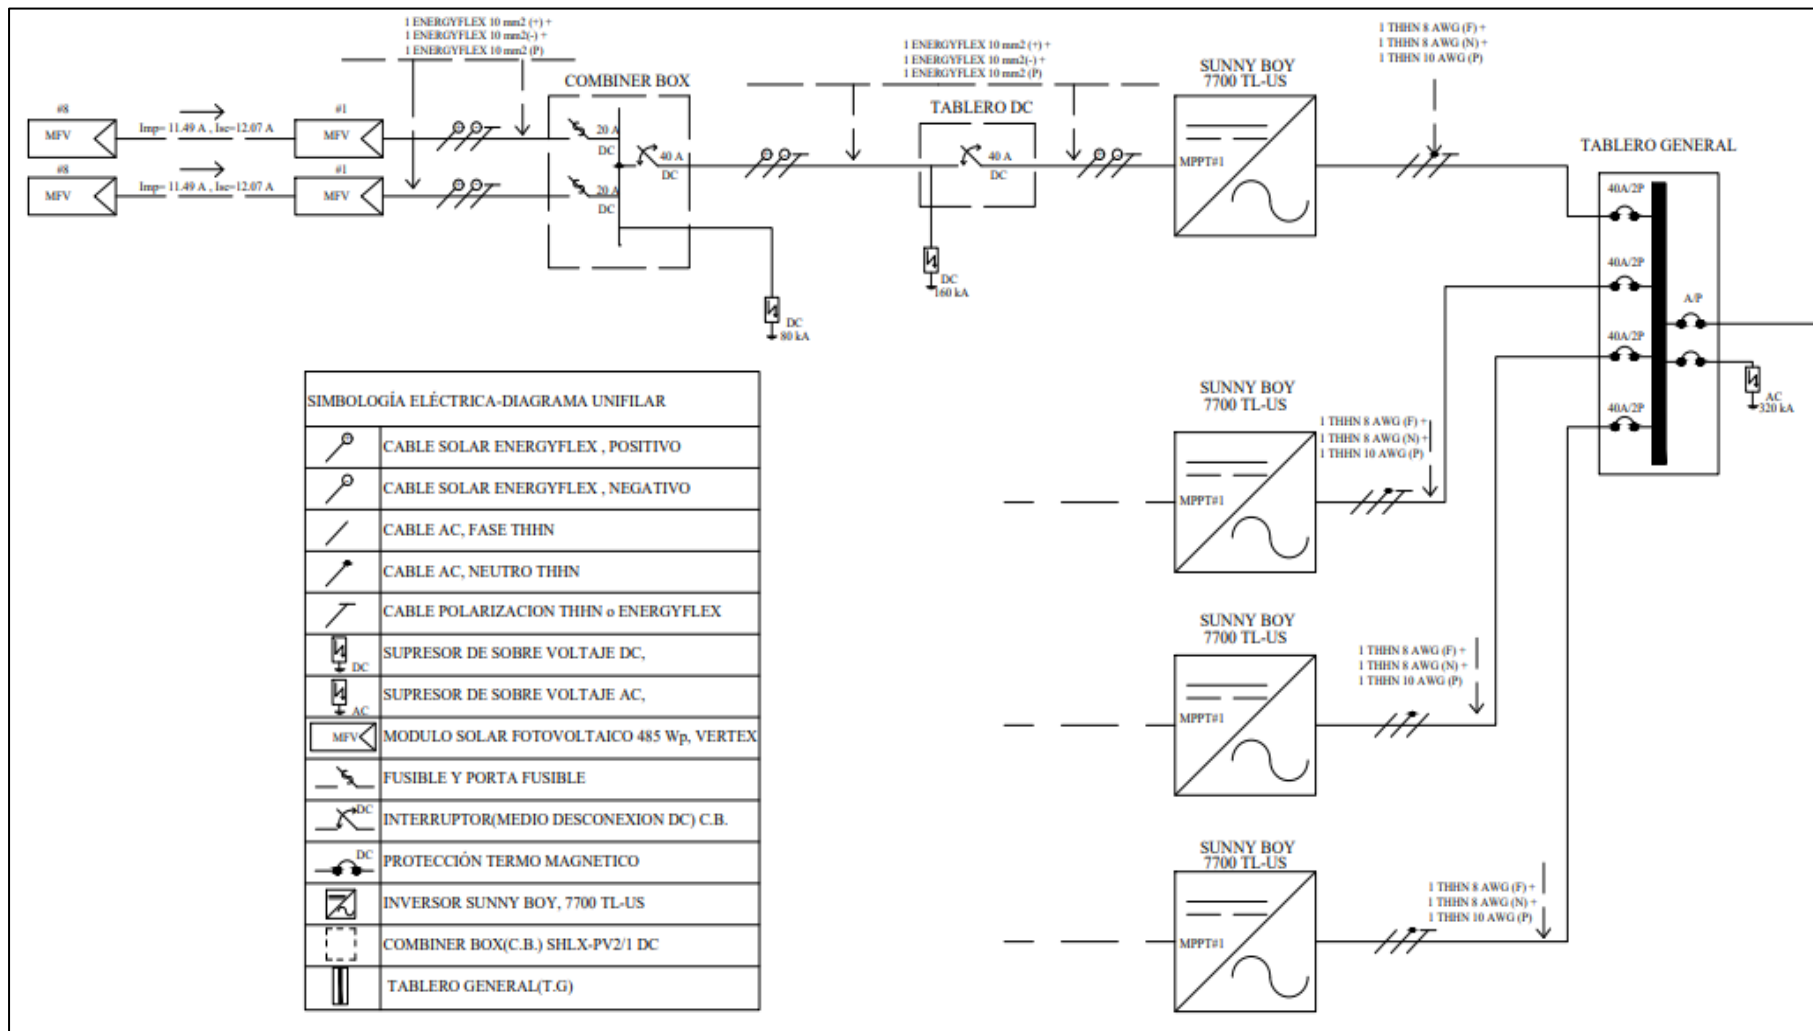 1 ENERGYFLEX 10 mm2 (+) +
1 ENERGYFLEX 10 mm2(-) +
1 ENERGYFLEX 10 mm2 (P)
COMBINER BOX
#8
MFV
Imp= 11.49 A , Isc=12.07 A
#1
MFV
20 A
DC
40 A
DC
#8
MFV
Imp= 11.49 A , Isc=12.07 A
#1
MFV
20 A
DC
DC
80 kA
1 ENERGYFLEX 10 mm2 (+) +
1 ENERGYFLEX 10 mm2(-) +
1 ENERGYFLEX 10 mm2 (P)
TABLERO DC
40 A
DC
DC
160 kA
SUNNY BOY
7700 TL-US
MPPT#1
1 THHN 8 AWG (F) +
1 THHN 8 AWG (N) +
1 THHN 10 AWG (P)
TABLERO GENERAL
40A/2P
40A/2P
40A/2P
40A/2P
A/P
AC
320 kA
SUNNY BOY
7700 TL-US
MPPT#1
1 THHN 8 AWG (F) +
1 THHN 8 AWG (N) +
1 THHN 10 AWG (P)
SUNNY BOY
7700 TL-US
MPPT#1
1 THHN 8 AWG (F) +
1 THHN 8 AWG (N) +
1 THHN 10 AWG (P)
SUNNY BOY
7700 TL-US
MPPT#1
1 THHN 8 AWG (F) +
1 THHN 8 AWG (N) +
1 THHN 10 AWG (P)
SIMBOLOGÍA ELÉCTRICA-DIAGRAMA UNIFILAR
CABLE SOLAR ENERGYFLEX , POSITIVO
CABLE SOLAR ENERGYFLEX , NEGATIVO
CABLE AC, FASE THHN
CABLE AC, NEUTRO THHN
CABLE POLARIZACION THHN o ENERGYFLEX
DC
SUPRESOR DE SOBRE VOLTAJE DC,
AC
SUPRESOR DE SOBRE VOLTAJE AC,
MFV
MODULO SOLAR FOTOVOLTAICO 485 Wp, VERTEX
FUSIBLE Y PORTA FUSIBLE
DC
INTERRUPTOR(MEDIO DESCONEXION DC) C.B.
DC
PROTECCIÓN TERMO MAGNETICO
INVERSOR SUNNY BOY, 7700 TL-US
COMBINER BOX(C.B.) SHLX-PV2/1 DC
TABLERO GENERAL(T.G)